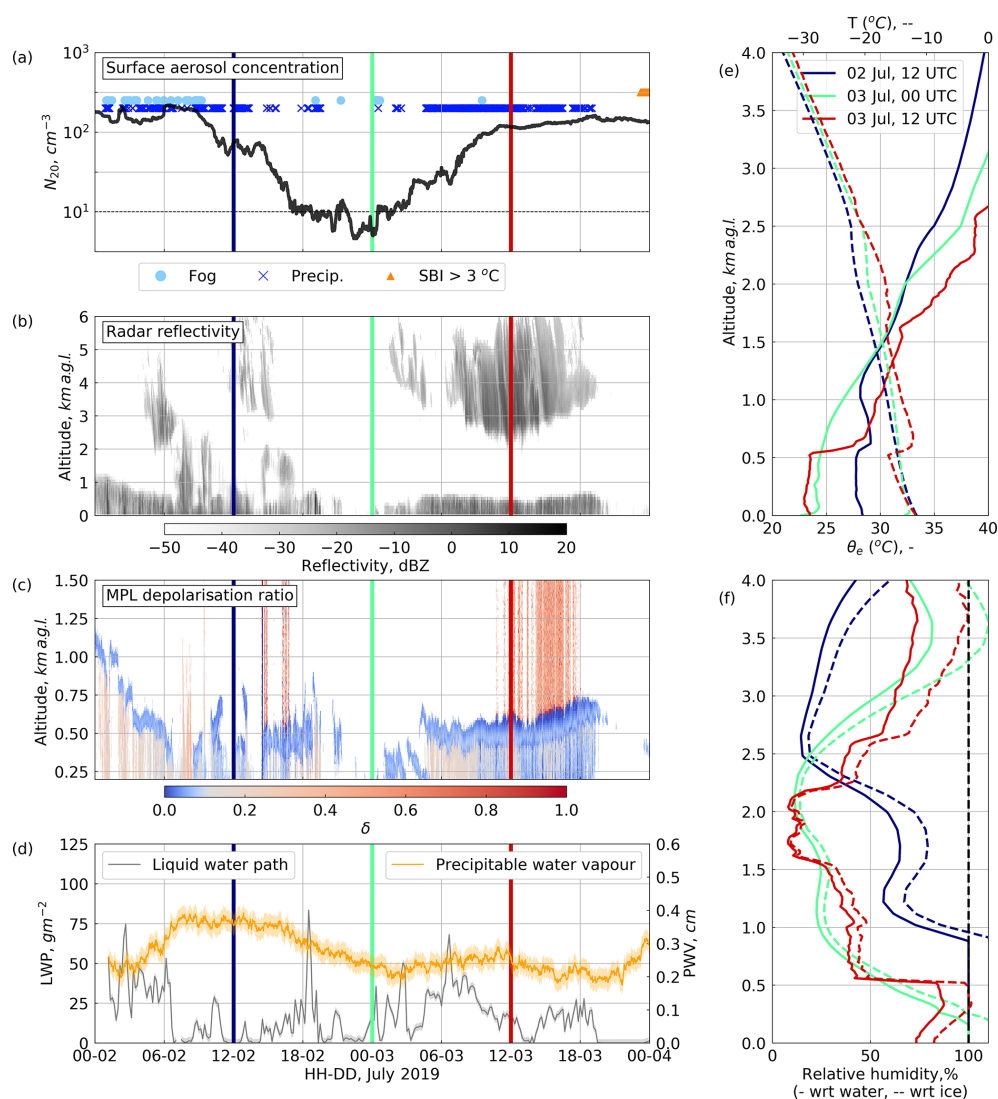 (a)
Surface aerosol concentration
10³
10²
10¹
N₂₀, cm⁻³
Fog
Precip.
SBI > 3 °C
(b)
Radar reflectivity
6
5
4
3
2
1
0
Altitude, km a.g.l.
−50 −40 −30 −20 −10 0 10 20
Reflectivity, dBZ
(c)
MPL depolarisation ratio
1.50
1.25
1.00
0.75
0.50
0.25
Altitude, km a.g.l.
0.0 0.2 0.4 0.6 0.8 1.0
δ
(d)
Liquid water path
Precipitable water vapour
125
100
75
50
25
0
LWP, gm⁻²
0.6
0.5
0.4
0.3
0.2
0.1
0.0
PWV, cm
00-02 06-02 12-02 18-02 00-03 06-03 12-03 18-03 00-04
HH-DD, July 2019
T (°C), --
−30 −20 −10 0
(e)
02 Jul, 12 UTC
03 Jul, 00 UTC
03 Jul, 12 UTC
4.0
3.5
3.0
2.5
2.0
1.5
1.0
0.5
0.0
Altitude, km a.g.l.
20 25 30 35 40
θₑ (°C), -
(f)
4.0
3.5
3.0
2.5
2.0
1.5
1.0
0.5
0.0
0 50 100
Relative humidity,%
(- wrt water, -- wrt ice)